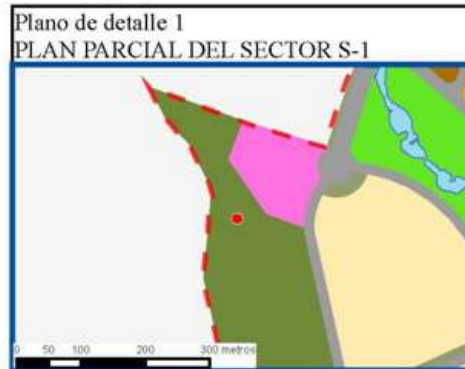 Plano de detalle 1
PLAN PARCIAL DEL SECTOR S-1
0 50 100 200 300 metros